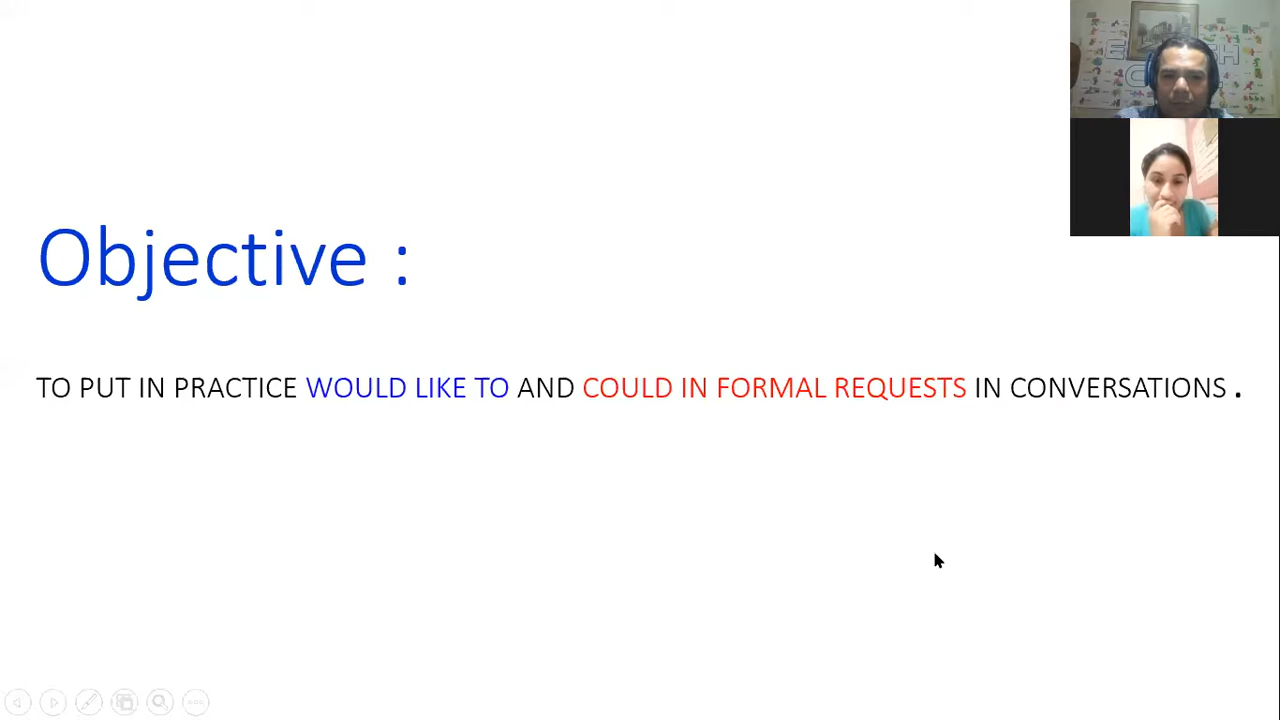 Objective :
TO PUT IN PRACTICE WOULD LIKE TO AND COULD IN FORMAL REQUESTS IN CONVERSATIONS .